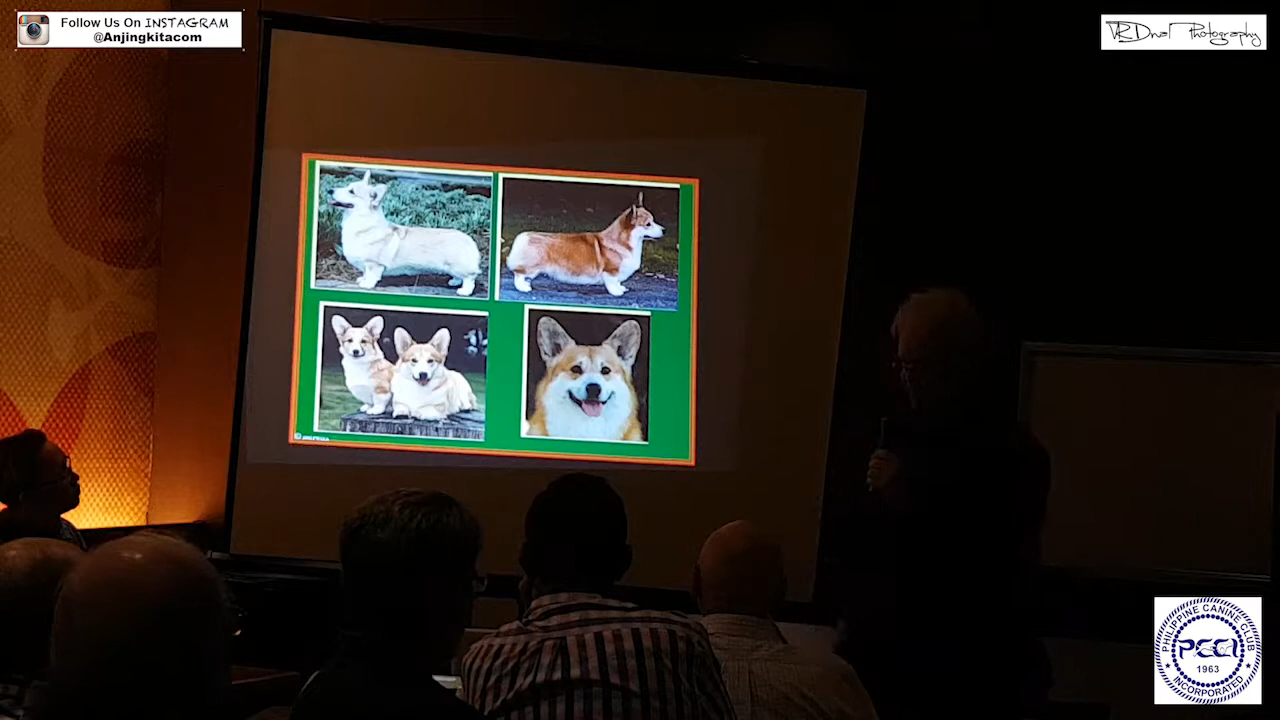 Follow Us On INSTAGRAM
@Anjingkitacom
VRDnal Photography
PHILIPPINE CANINE CLUB
PCCI
1963
INCORPORATED